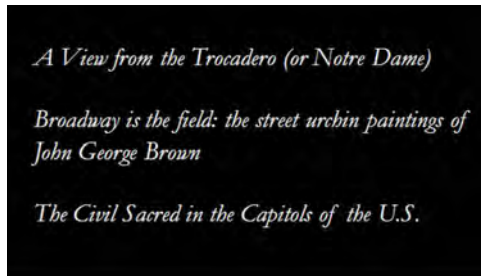 A View from the Trocadero (or Notre Dame)
Broadway is the field: the street urchin paintings of
John George Brown
The Civil Sacred in the Capitols of the U.S.